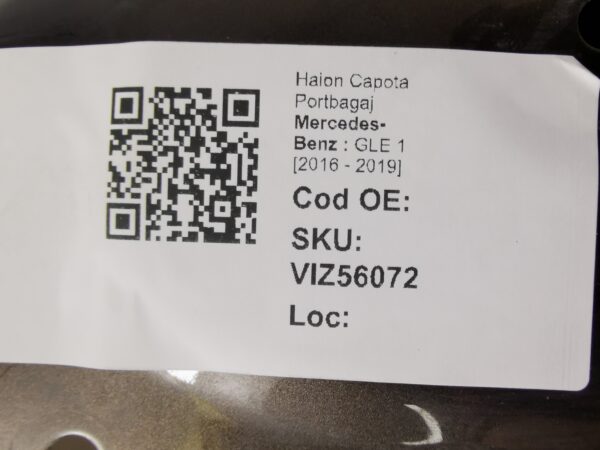 Haion Capota
Portbagaj
Mercedes-
Benz : GLE 1
[2016 - 2019]
Cod OE:
SKU:
VIZ56072
Loc: